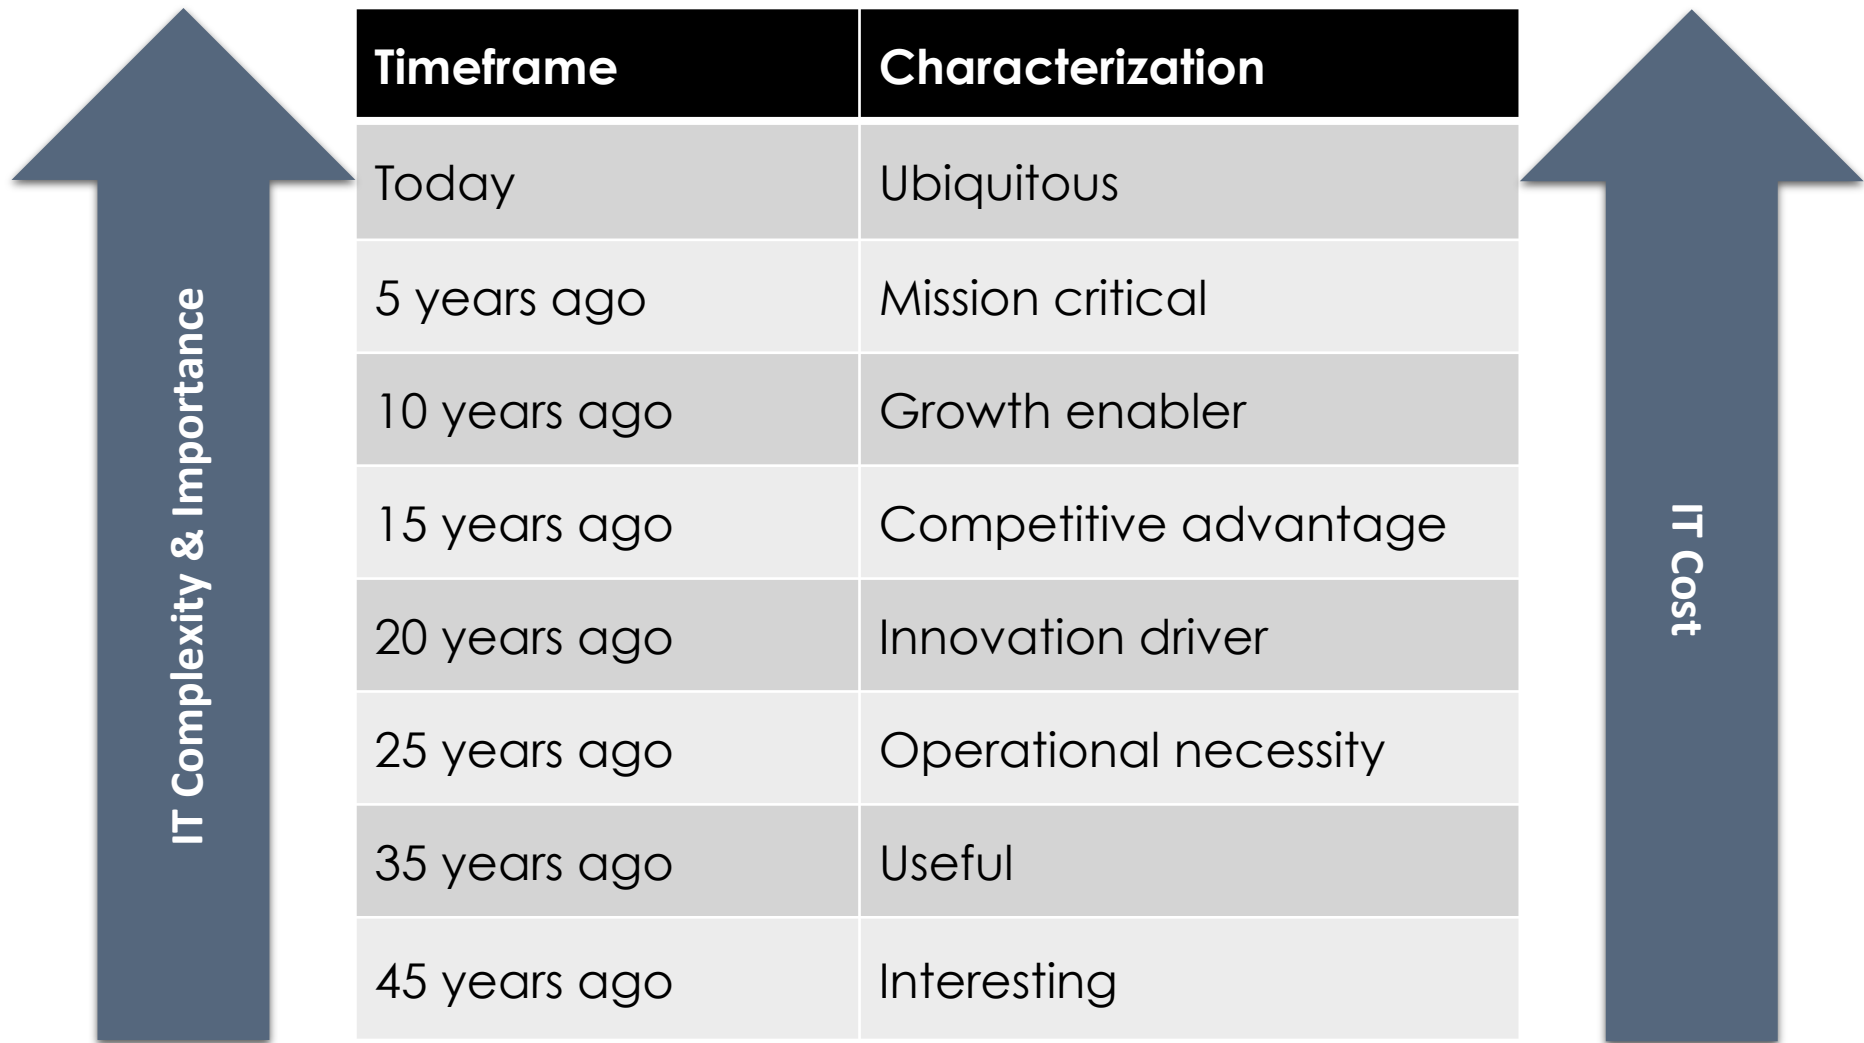 IT Complexity & Importance
Timeframe Characterization
Today Ubiquitous
5 years ago Mission critical
10 years ago Growth enabler
15 years ago Competitive advantage
20 years ago Innovation driver
25 years ago Operational necessity
35 years ago Useful
45 years ago Interesting
IT Cost